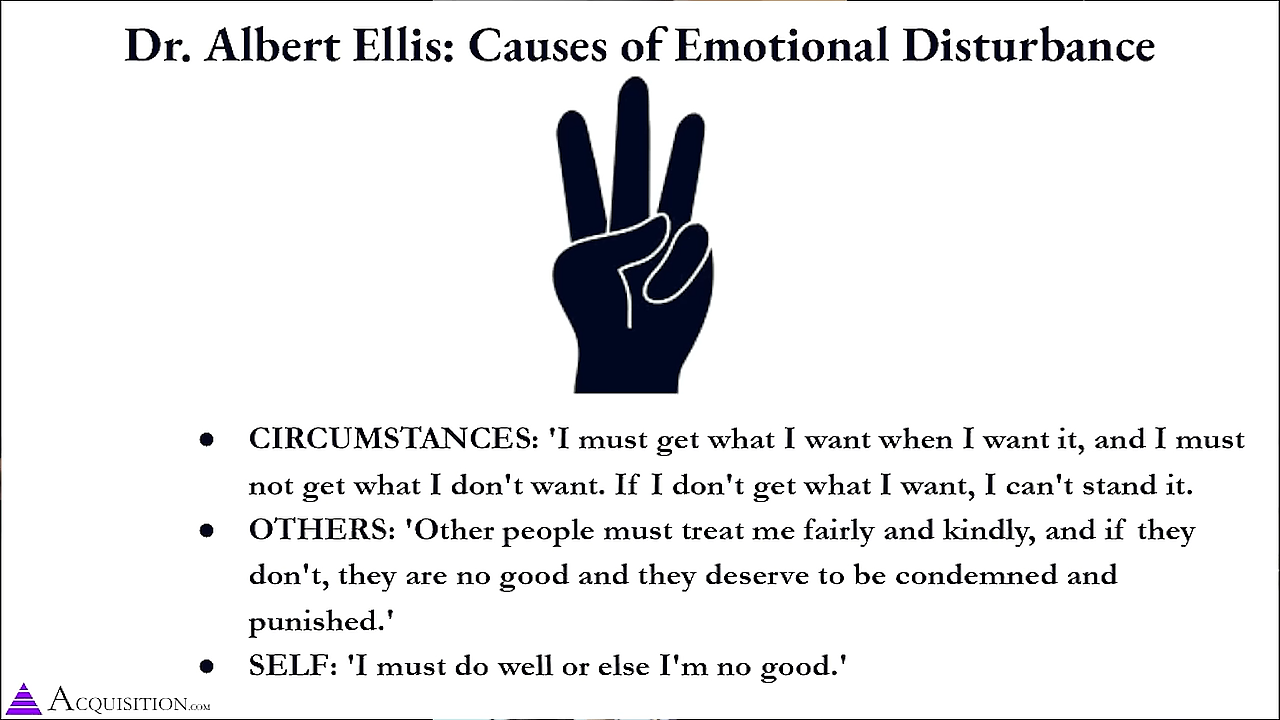 Dr. Albert Ellis: Causes of Emotional Disturbance
● CIRCUMSTANCES: 'I must get what I want when I want it, and I must
not get what I don't want. If I don't get what I want, I can't stand it.
● OTHERS: 'Other people must treat me fairly and kindly, and if they
don't, they are no good and they deserve to be condemned and
punished.'
● SELF: 'I must do well or else I'm no good.'
ACQUISITION.COM